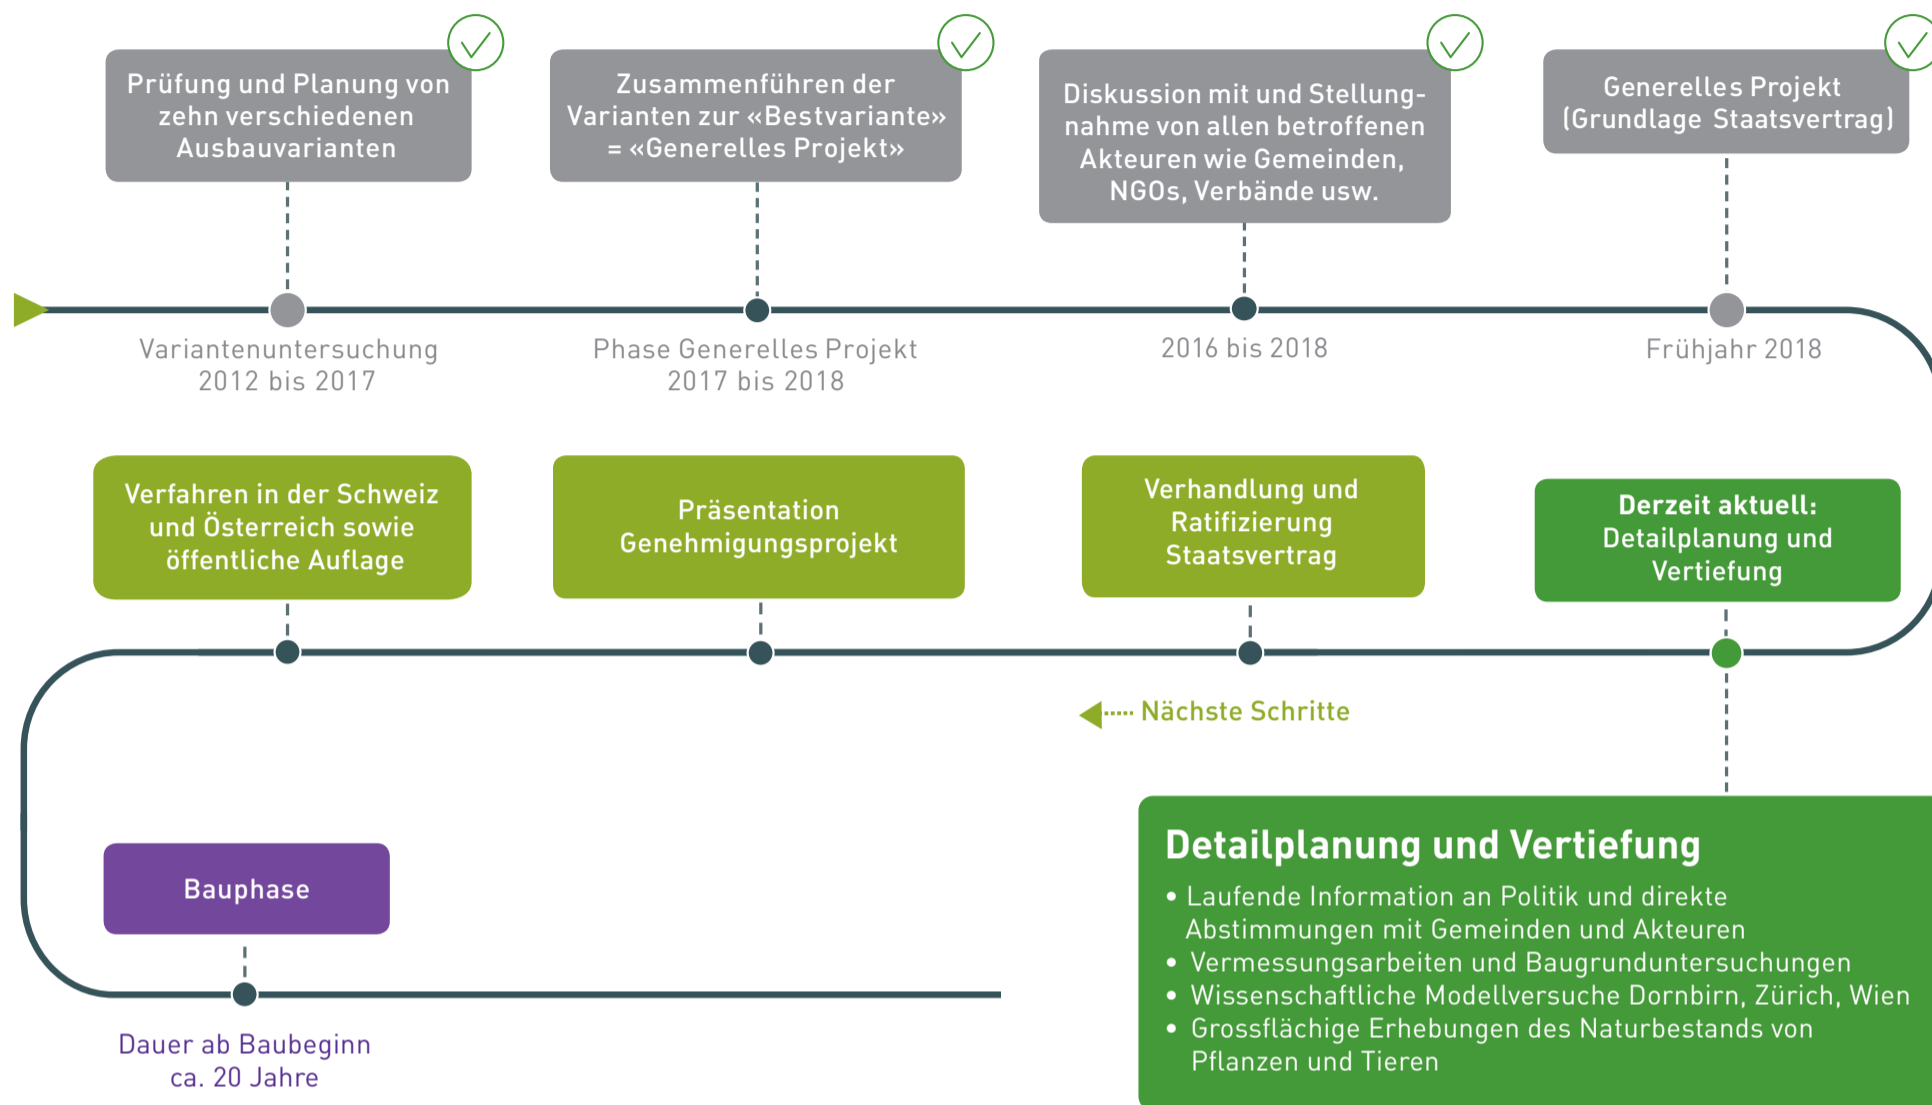 Prüfung und Planung von
zehn verschiedenen
Ausbauvarianten
Zusammenführen der
Varianten zur «Bestvariante»
= «Generelles Projekt»
Diskussion mit und Stellung-
nahme von allen betroffenen
Akteuren wie Gemeinden,
NGOs, Verbände usw.
Generelles Projekt
(Grundlage Staatsvertrag)
Variantenuntersuchung
2012 bis 2017
Phase Generelles Projekt
2017 bis 2018
2016 bis 2018
Frühjahr 2018
Derzeit aktuell:
Detailplanung und
Vertiefung
Verhandlung und
Ratifizierung
Staatsvertrag
Präsentation
Genehmigungsprojekt
Verfahren in der Schweiz
und Österreich sowie
öffentliche Auflage
Nächste Schritte
Detailplanung und Vertiefung
• Laufende Information an Politik und direkte
Abstimmungen mit Gemeinden und Akteuren
• Vermessungsarbeiten und Baugrunduntersuchungen
• Wissenschaftliche Modellversuche Dornbirn, Zürich, Wien
• Grossflächige Erhebungen des Naturbestands von
Pflanzen und Tieren
Bauphase
Dauer ab Baubeginn
ca. 20 Jahre